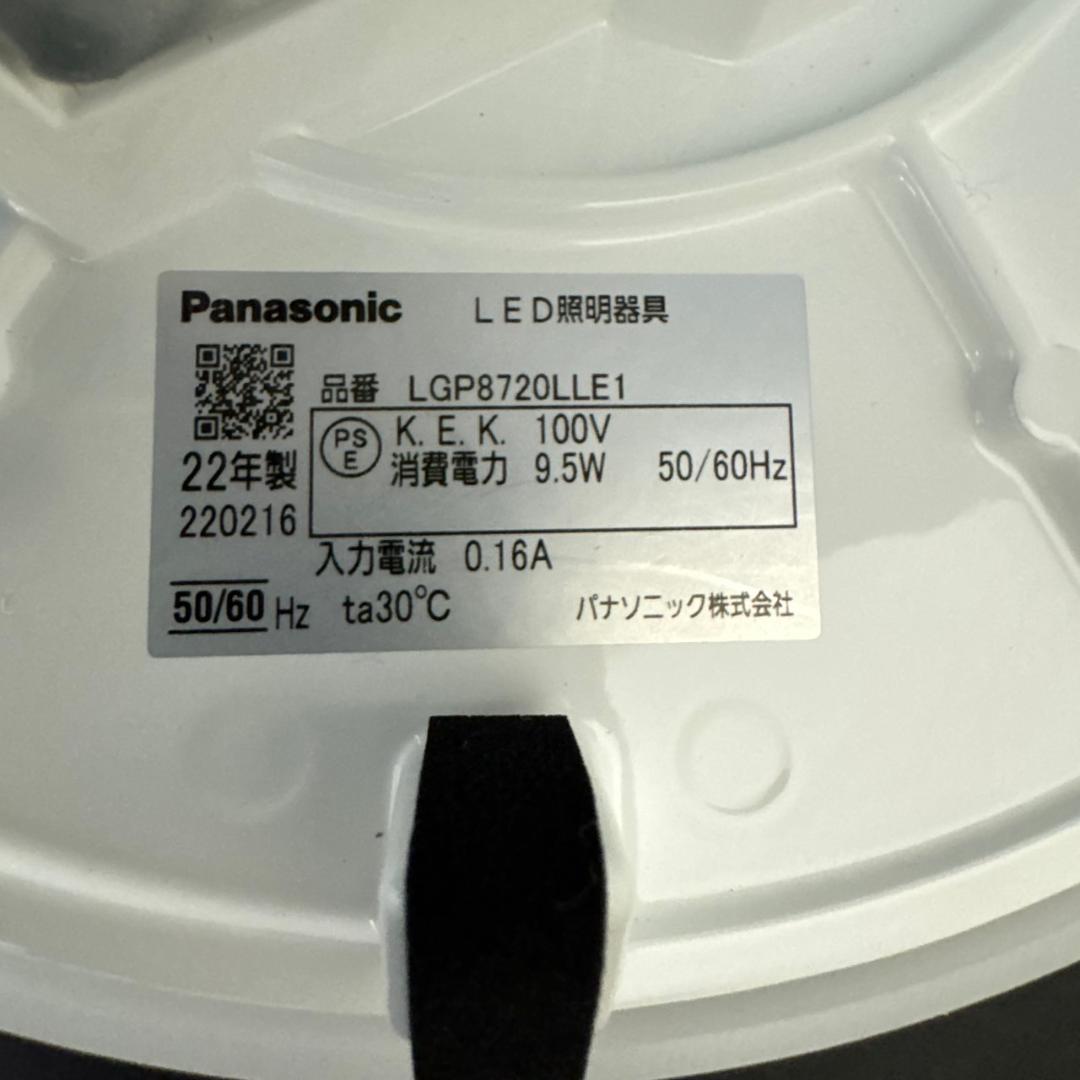 Panasonic LED照明器具
品番 LGP8720LLE1
PSE K.E.K. 100V
消費電力 9.5W 50/60Hz
22年製
220216
入力電流 0.16A
50/60 Hz ta30℃ パナソニック株式会社